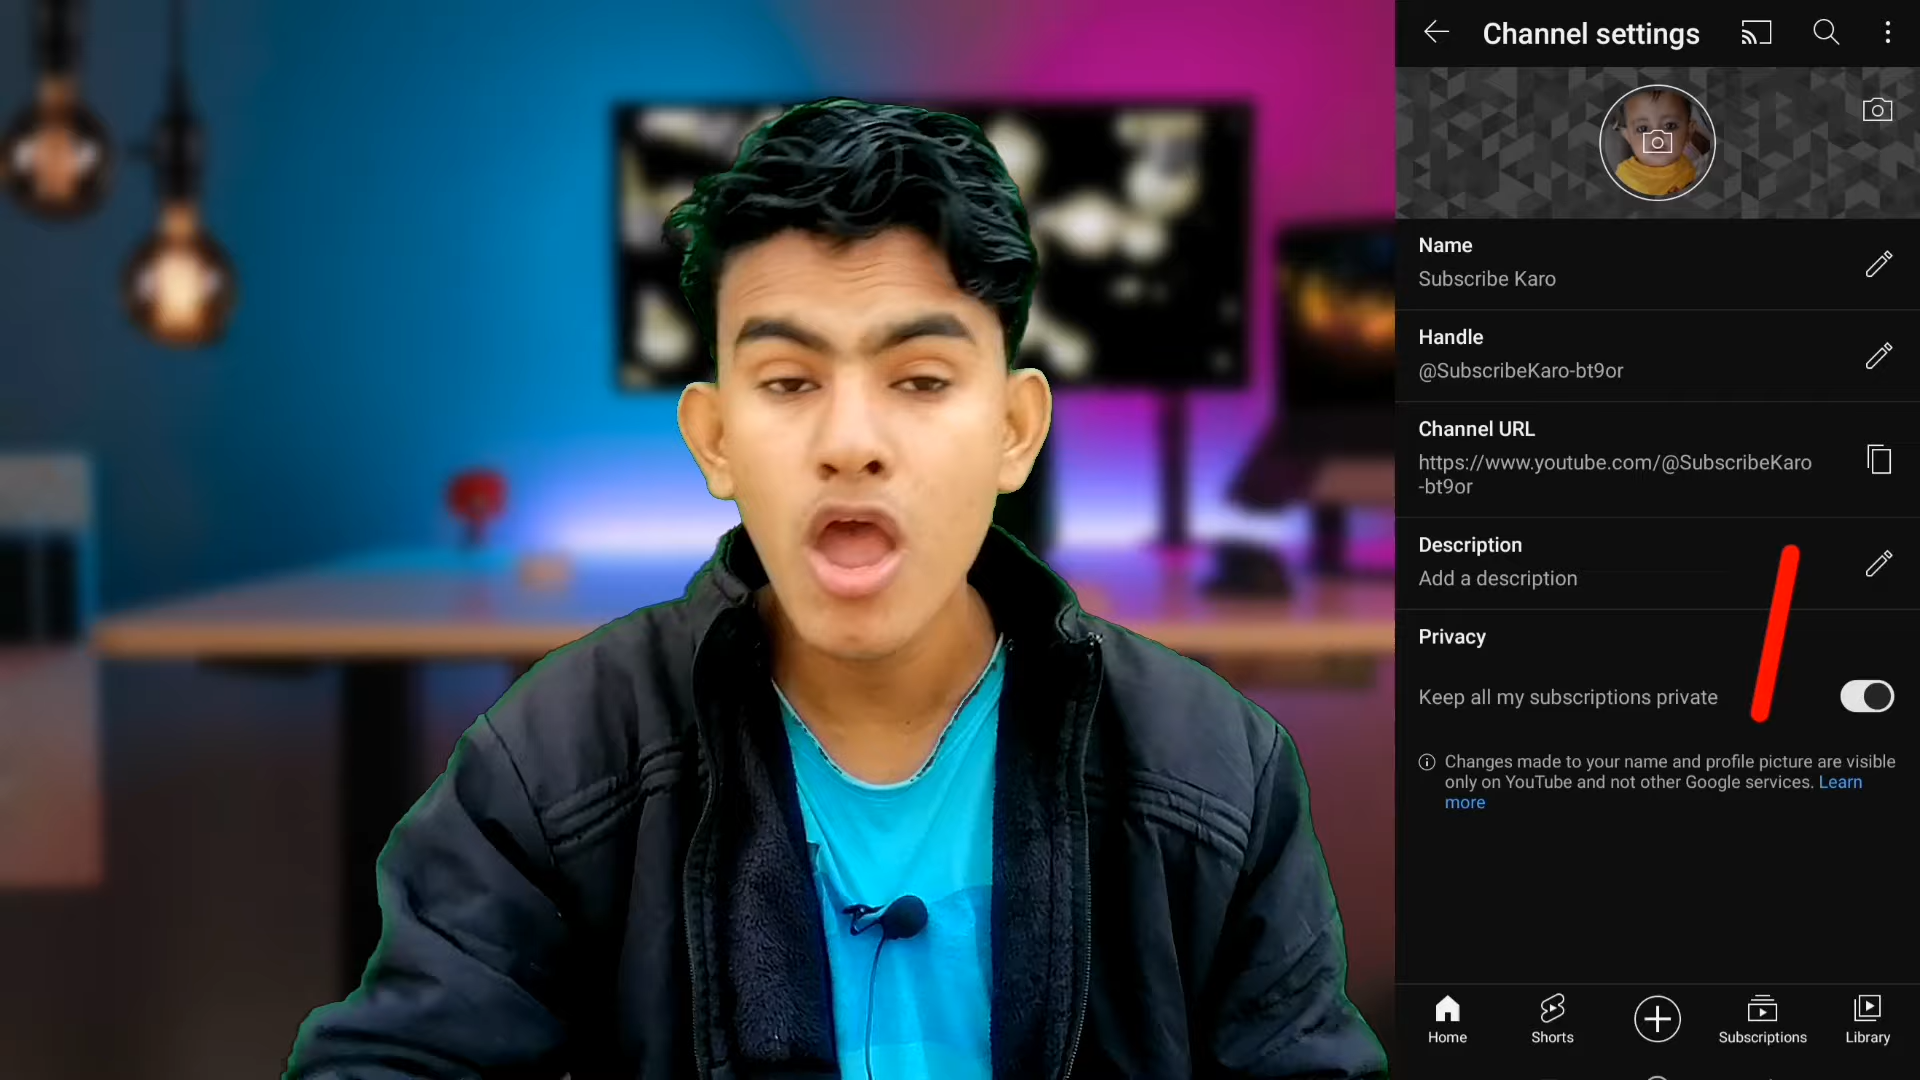 Channel settings
Name
Subscribe Karo
Handle
@SubscribeKaro-bt9or
Channel URL
https://www.youtube.com/@SubscribeKaro
-bt9or
Description
Add a description
Privacy
Keep all my subscriptions private
Changes made to your name and profile picture are visible
only on YouTube and not other Google services. Learn
more
Home
Shorts
Subscriptions
Library